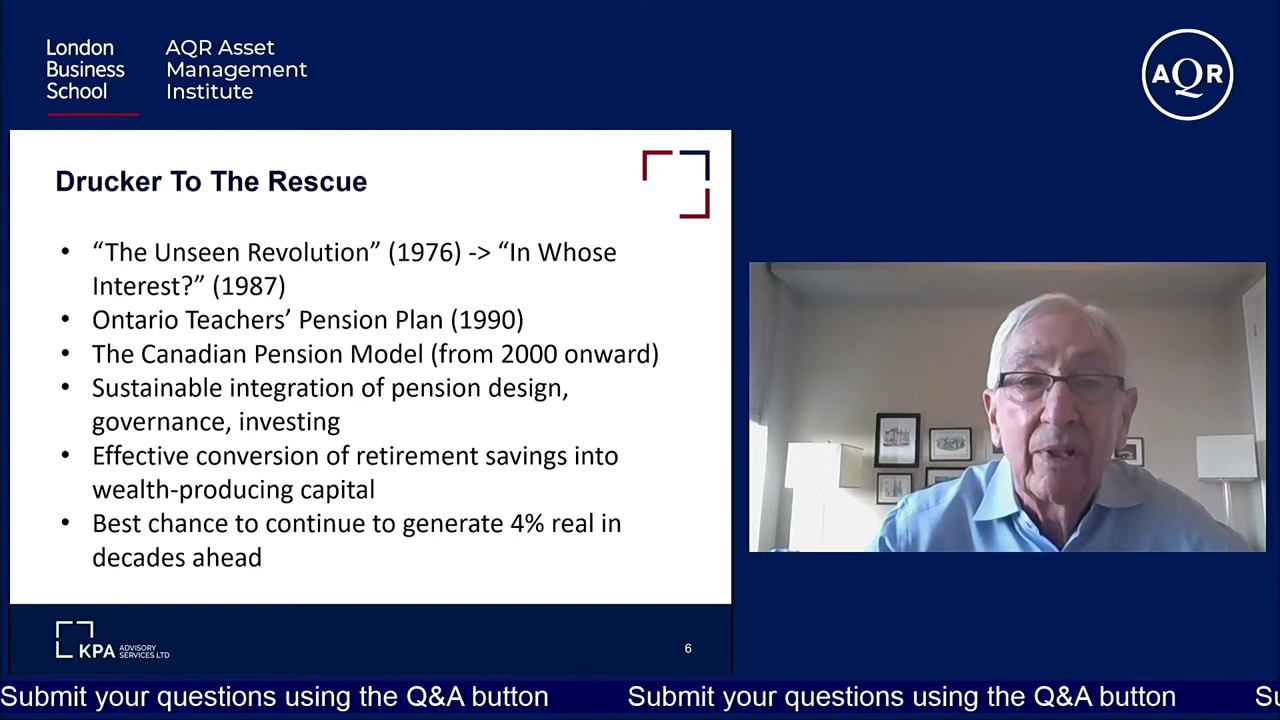 London
Business
School
AQR Asset
Management
Institute
AQR
Drucker To The Rescue
• “The Unseen Revolution” (1976) -> “In Whose
Interest?” (1987)
• Ontario Teachers’ Pension Plan (1990)
• The Canadian Pension Model (from 2000 onward)
• Sustainable integration of pension design,
governance, investing
• Effective conversion of retirement savings into
wealth-producing capital
• Best chance to continue to generate 4% real in
decades ahead
KPA ADVISORY
SERVICES LTD
6
Submit your questions using the Q&A button Submit your questions using the Q&A button Su